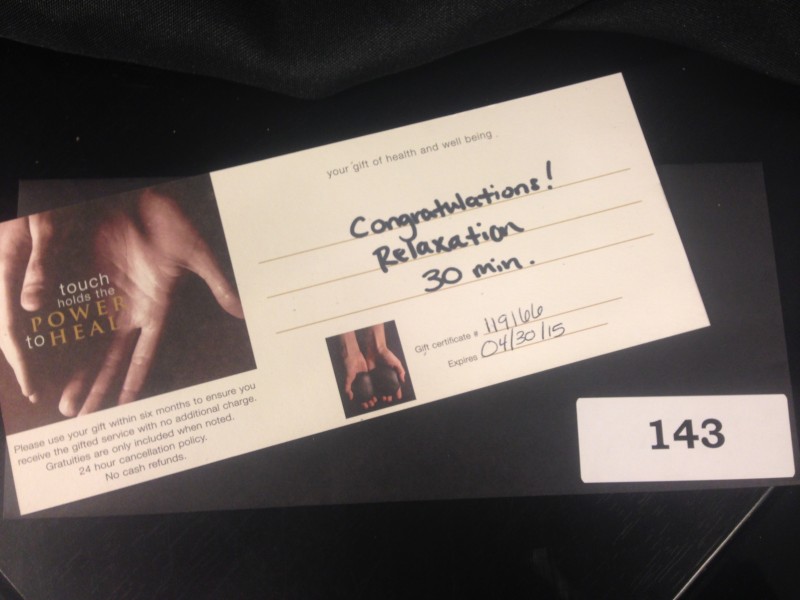 your gift of health and well being.
Congratulations!
Relaxation
30 min.
touch
holds the
POWER
to HEAL
Gift certificate # 119166
Expires 04/30/15
Please use your gift within six months to ensure you
receive the gifted service with no additional charge.
Gratuities are only included when noted.
24 hour cancellation policy.
No cash refunds.
143